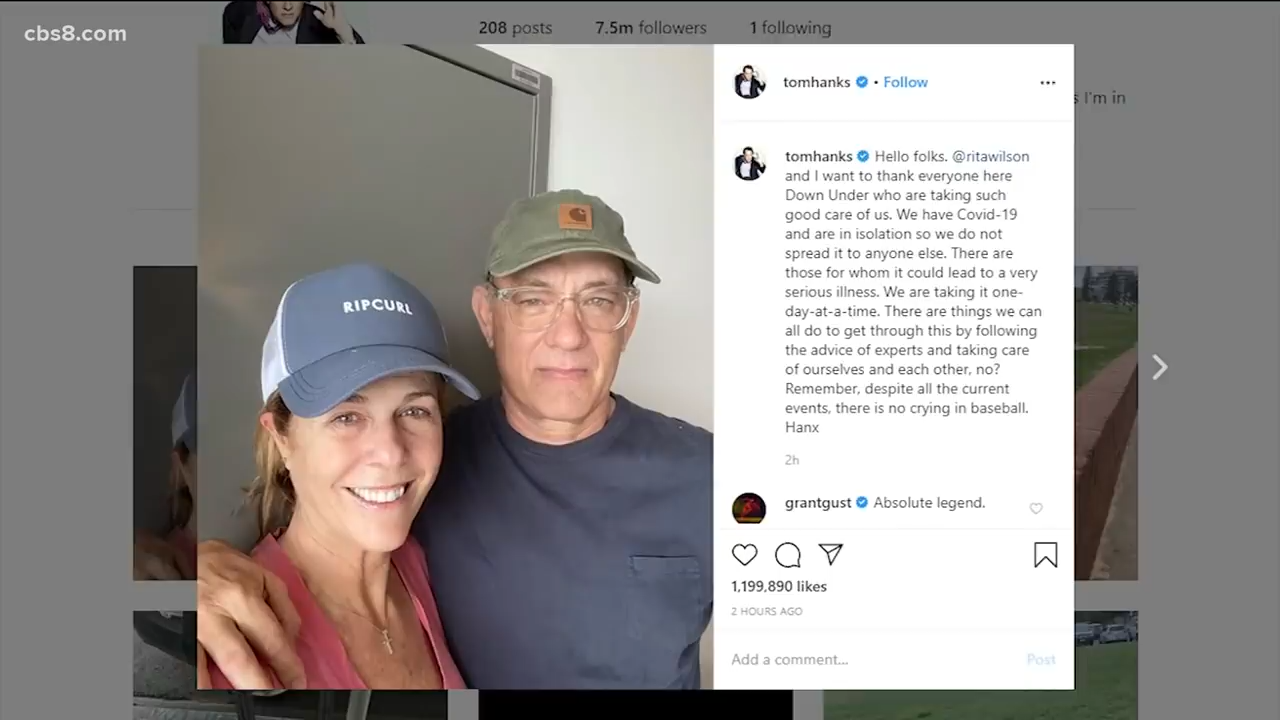 cbs8.com
208 posts 7.5m followers 1 following
s I'm in
RIPCURL
tomhanks • Follow
tomhanks Hello folks. @ritawilson
and I want to thank everyone here
Down Under who are taking such
good care of us. We have Covid-19
and are in isolation so we do not
spread it to anyone else. There are
those for whom it could lead to a very
serious illness. We are taking it one-
day-at-a-time. There are things we can
all do to get through this by following
the advice of experts and taking care
of ourselves and each other, no?
Remember, despite all the current
events, there is no crying in baseball.
Hanx
2h
grantgust Absolute legend.
1,199,890 likes
2 HOURS AGO
Add a comment... Post